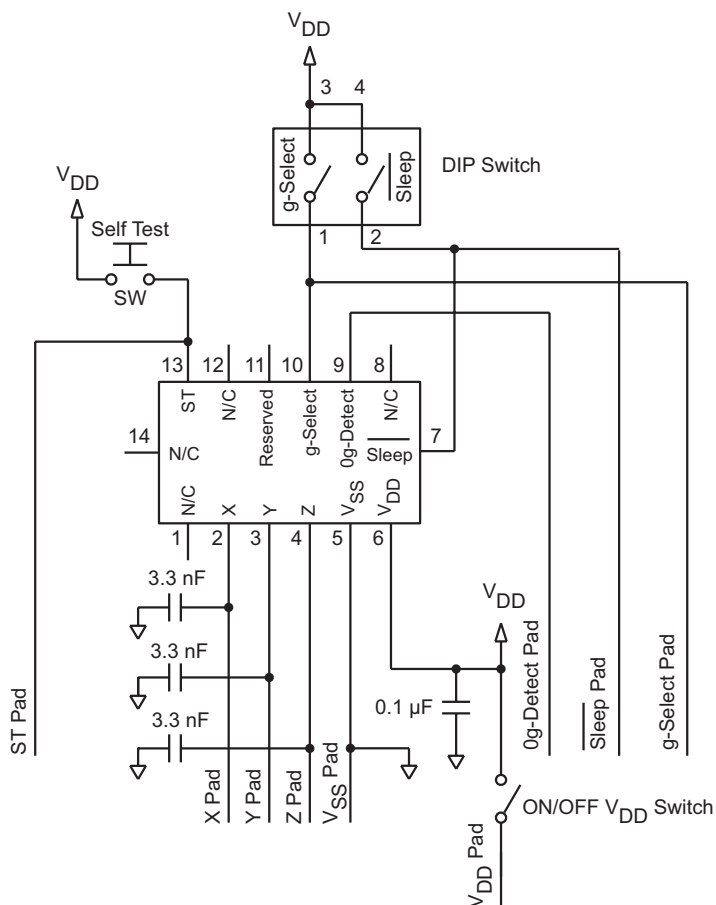 VDD
3 4
g-Select
Sleep
DIP Switch
VDD
Self Test
SW
1 2
13 12 11 10 9 8
ST
N/C
Reserved
g-Select
0g-Detect
N/C
14
N/C
Sleep
7
N/C
X
Y
Z
VSS
VDD
1 2 3 4 5 6
3.3 nF
3.3 nF
3.3 nF
VDD
0.1 µF
ST Pad
X Pad
Y Pad
Z Pad
VSS Pad
0g-Detect Pad
Sleep Pad
g-Select Pad
ON/OFF VDD Switch
VDD Pad